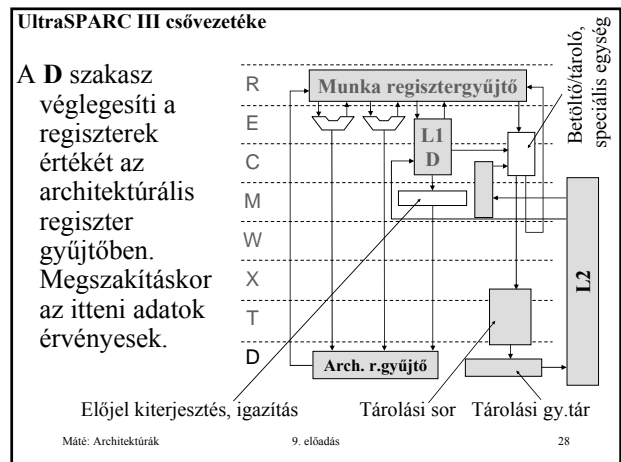 UltraSPARC III csővezetéke
A D szakasz
véglegesíti a
regiszterek
értékét az
architektúrális
regiszter
gyűjtőben.
Megszakításkor
az itteni adatok
érvényesek.
R
E
C
M
W
X
T
D
Munka regisztergyűjtő
L1
D
Betöltő/tároló,
speciális egység
L2
Arch. r.gyűjtő
Előjel kiterjesztés, igazítás
Tárolási sor
Tárolási gy.tár
Máté: Architektúrák
9. előadás
28